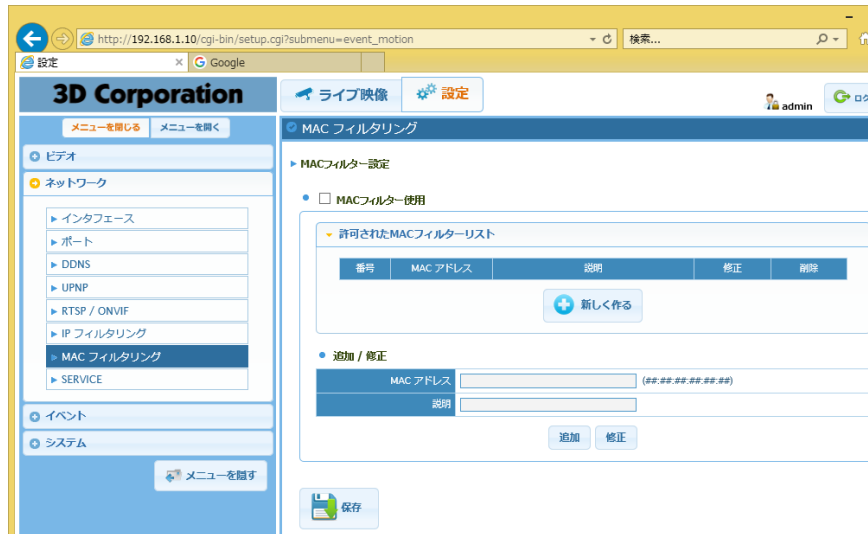 http://192.168.1.10/cgi-bin/setup.cgi?submenu=event_motion
検索...
設定
Google
3D Corporation
ライブ映像
設定
admin
メニューを閉じる
メニューを開く
MAC フィルタリング
ビデオ
ネットワーク
インタフェース
ポート
DDNS
UPNP
RTSP / ONVIF
IP フィルタリング
MAC フィルタリング
SERVICE
イベント
システム
メニューを隠す
MACフィルター設定
MACフィルター使用
許可されたMACフィルターリスト
番号 MAC アドレス 説明 修正 削除
新しく作る
追加 / 修正
MAC アドレス (##:##:##:##:##:##)
説明
追加 修正
保存